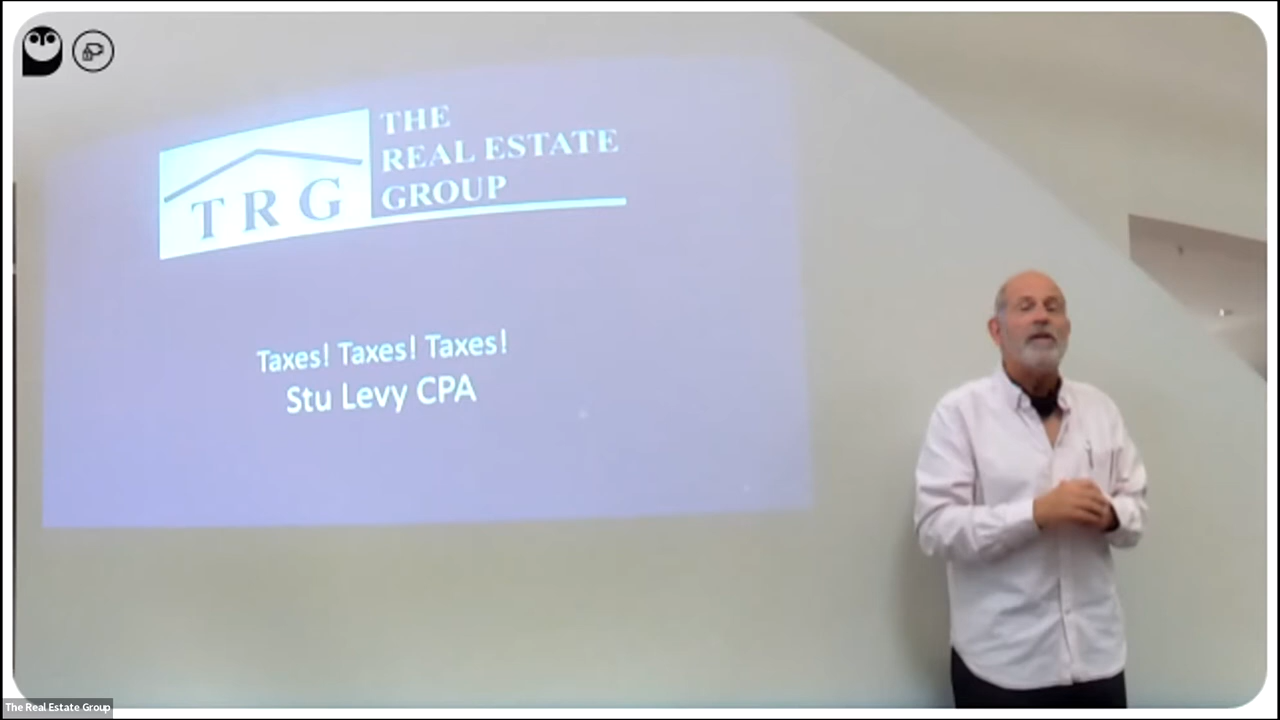 THE
REAL ESTATE
GROUP
TRG
Taxes! Taxes! Taxes!
Stu Levy CPA
The Real Estate Group